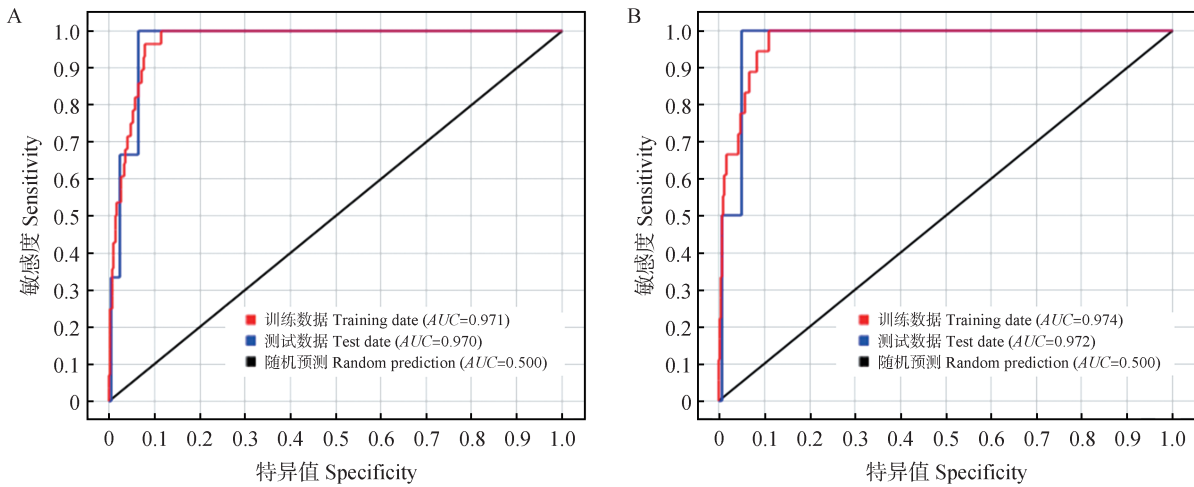 A
1.0
0.9
0.8
0.7
0.6
0.5
0.4
0.3
0.2
0.1
0
敏感度 Sensitivity
训练数据 Training date (AUC=0.971)
测试数据 Test date (AUC=0.970)
随机预测 Random prediction (AUC=0.500)
0 0.1 0.2 0.3 0.4 0.5 0.6 0.7 0.8 0.9 1.0
特异值 Specificity
B
1.0
0.9
0.8
0.7
0.6
0.5
0.4
0.3
0.2
0.1
0
敏感度 Sensitivity
训练数据 Training date (AUC=0.974)
测试数据 Test date (AUC=0.972)
随机预测 Random prediction (AUC=0.500)
0 0.1 0.2 0.3 0.4 0.5 0.6 0.7 0.8 0.9 1.0
特异值 Specificity